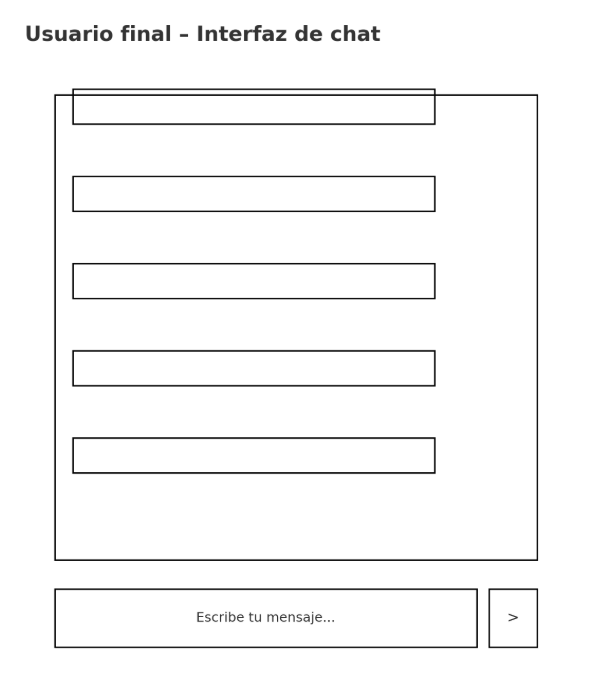 Usuario final – Interfaz de chat
Escribe tu mensaje...
>